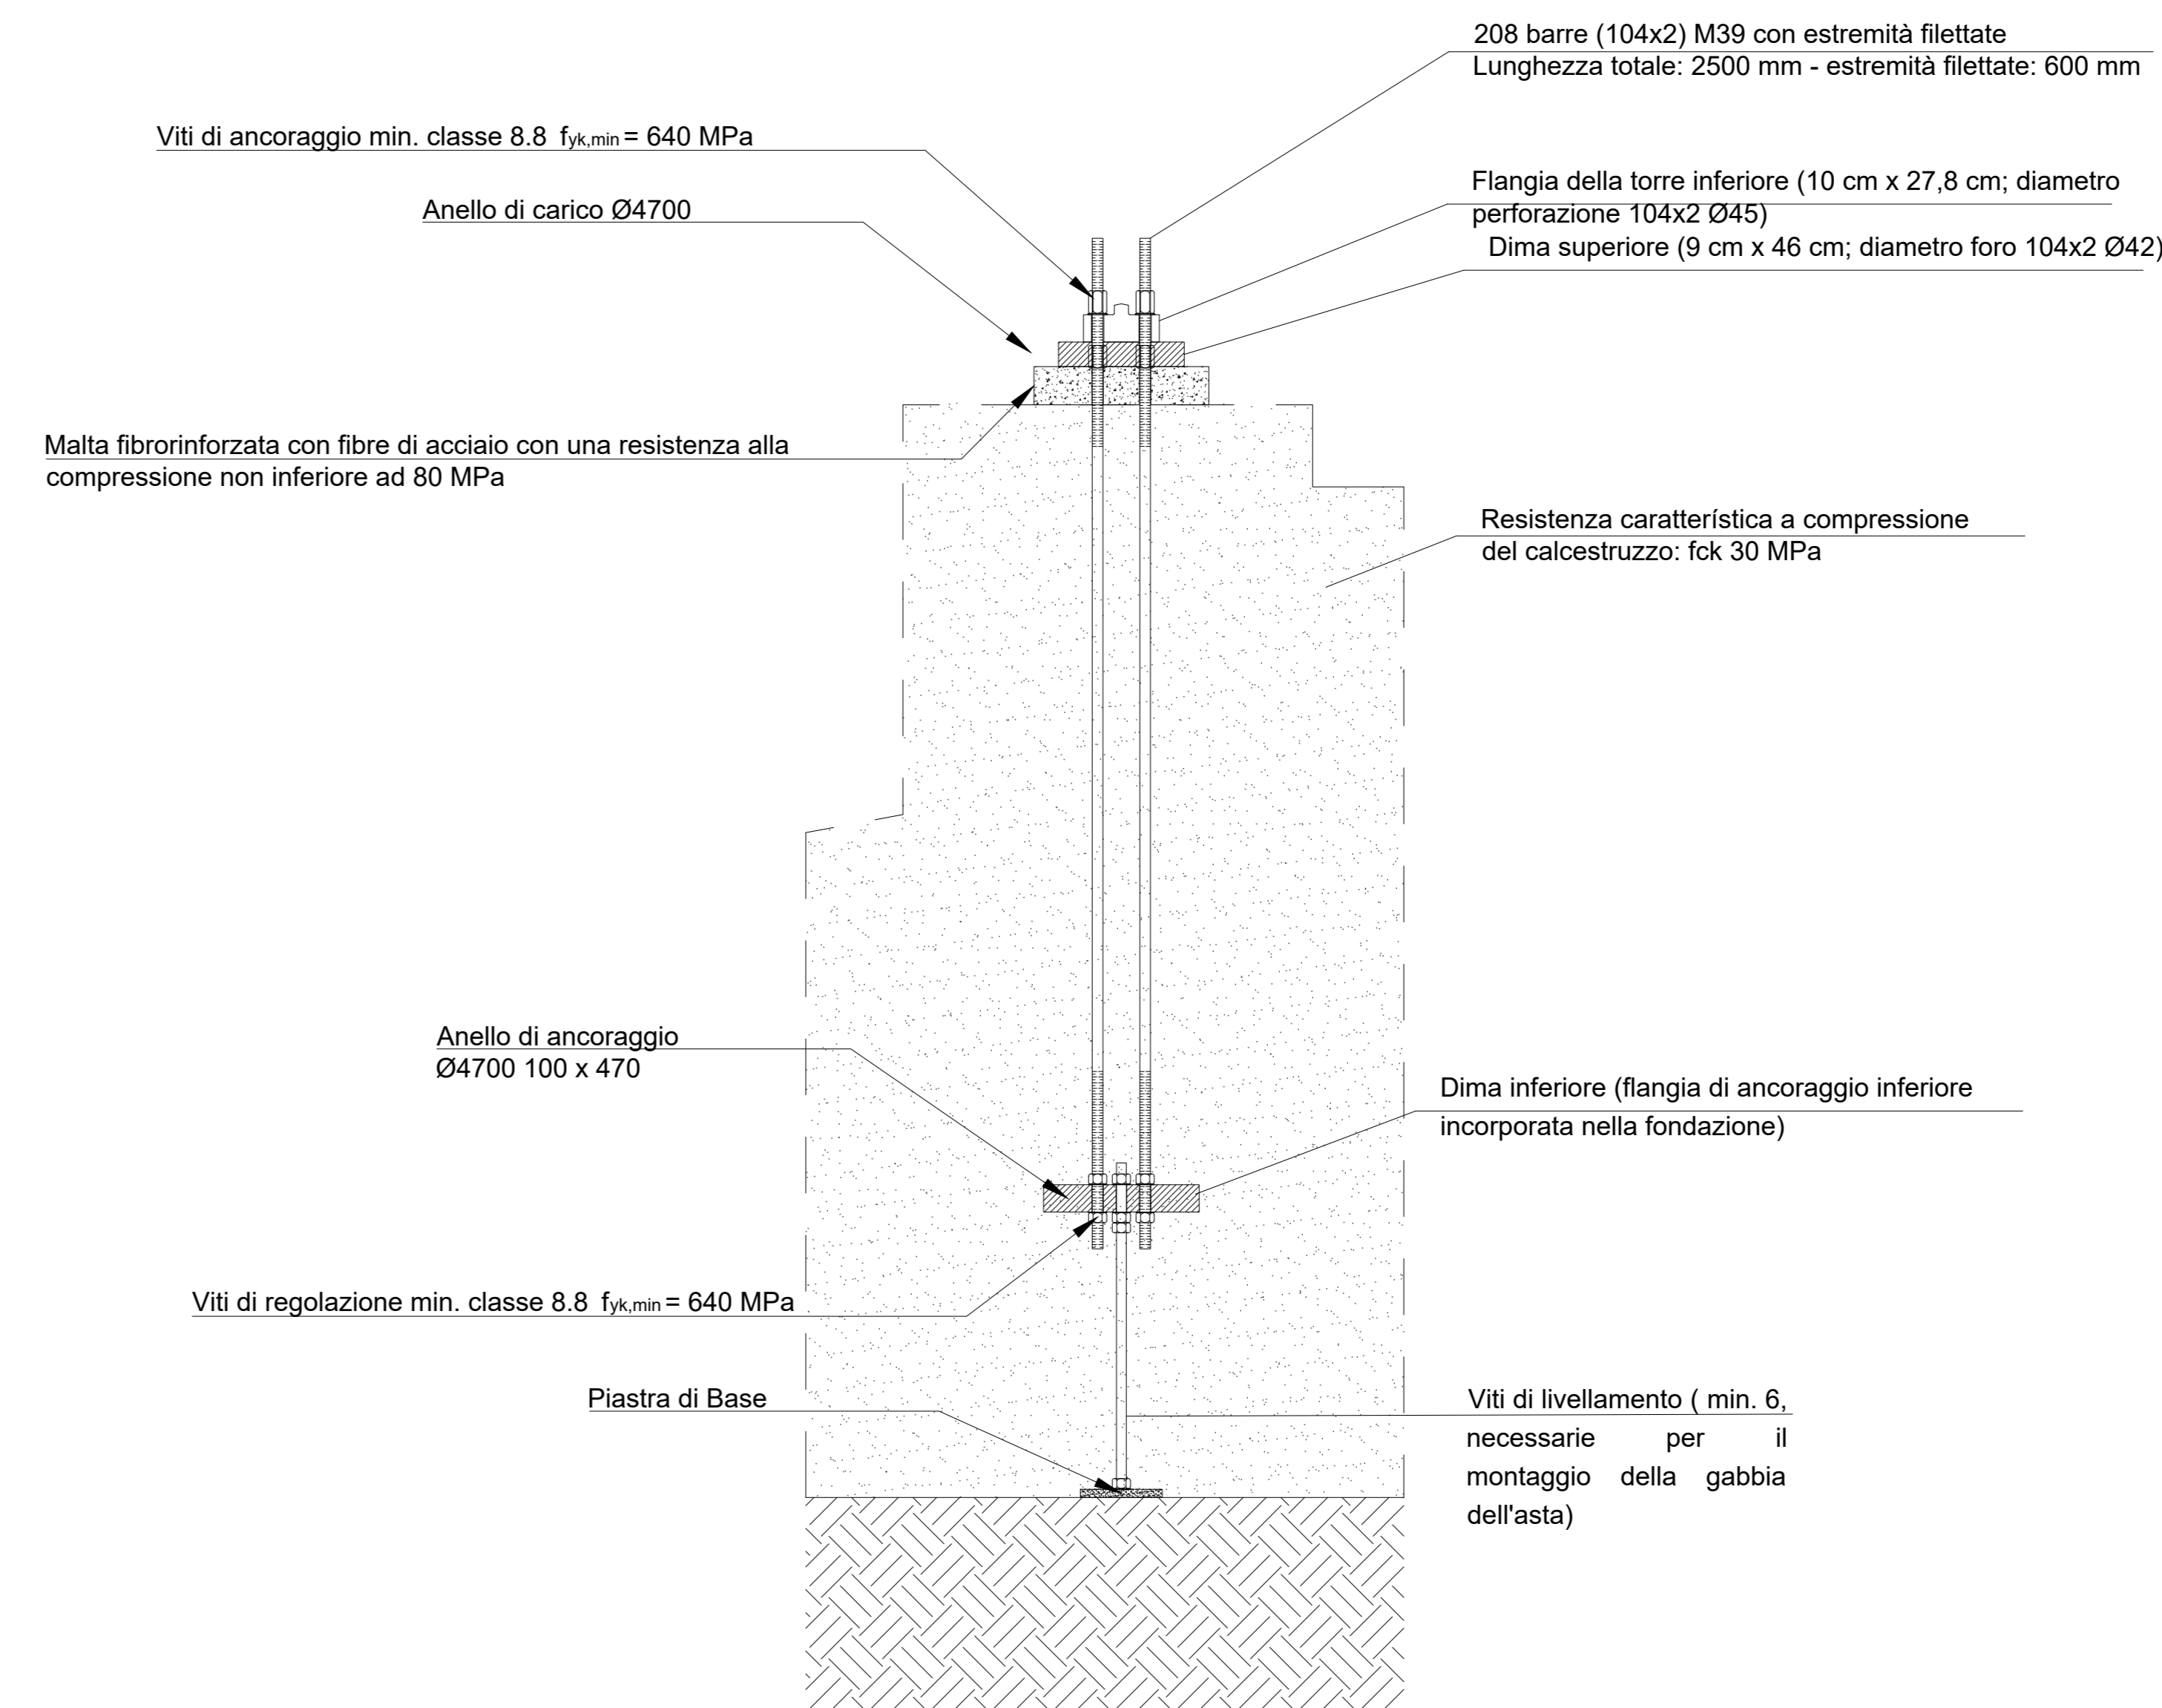 208 barre (104x2) M39 con estremità filettate
Lunghezza totale: 2500 mm - estremità filettate: 600 mm
Viti di ancoraggio min. classe 8.8 fyk,min = 640 MPa
Flangia della torre inferiore (10 cm x 27,8 cm; diametro
perforazione 104x2 Ø45)
Anello di carico Ø4700
Dima superiore (9 cm x 46 cm; diametro foro 104x2 Ø42)
Malta fibrorinforzata con fibre di acciaio con una resistenza alla
compressione non inferiore ad 80 MPa
Resistenza caratterística a compressione
del calcestruzzo: fck 30 MPa
Anello di ancoraggio
Ø4700 100 x 470
Dima inferiore (flangia di ancoraggio inferiore
incorporata nella fondazione)
Viti di regolazione min. classe 8.8 fyk,min = 640 MPa
Piastra di Base
Viti di livellamento ( min. 6,
necessarie per il
montaggio della gabbia
dell'asta)